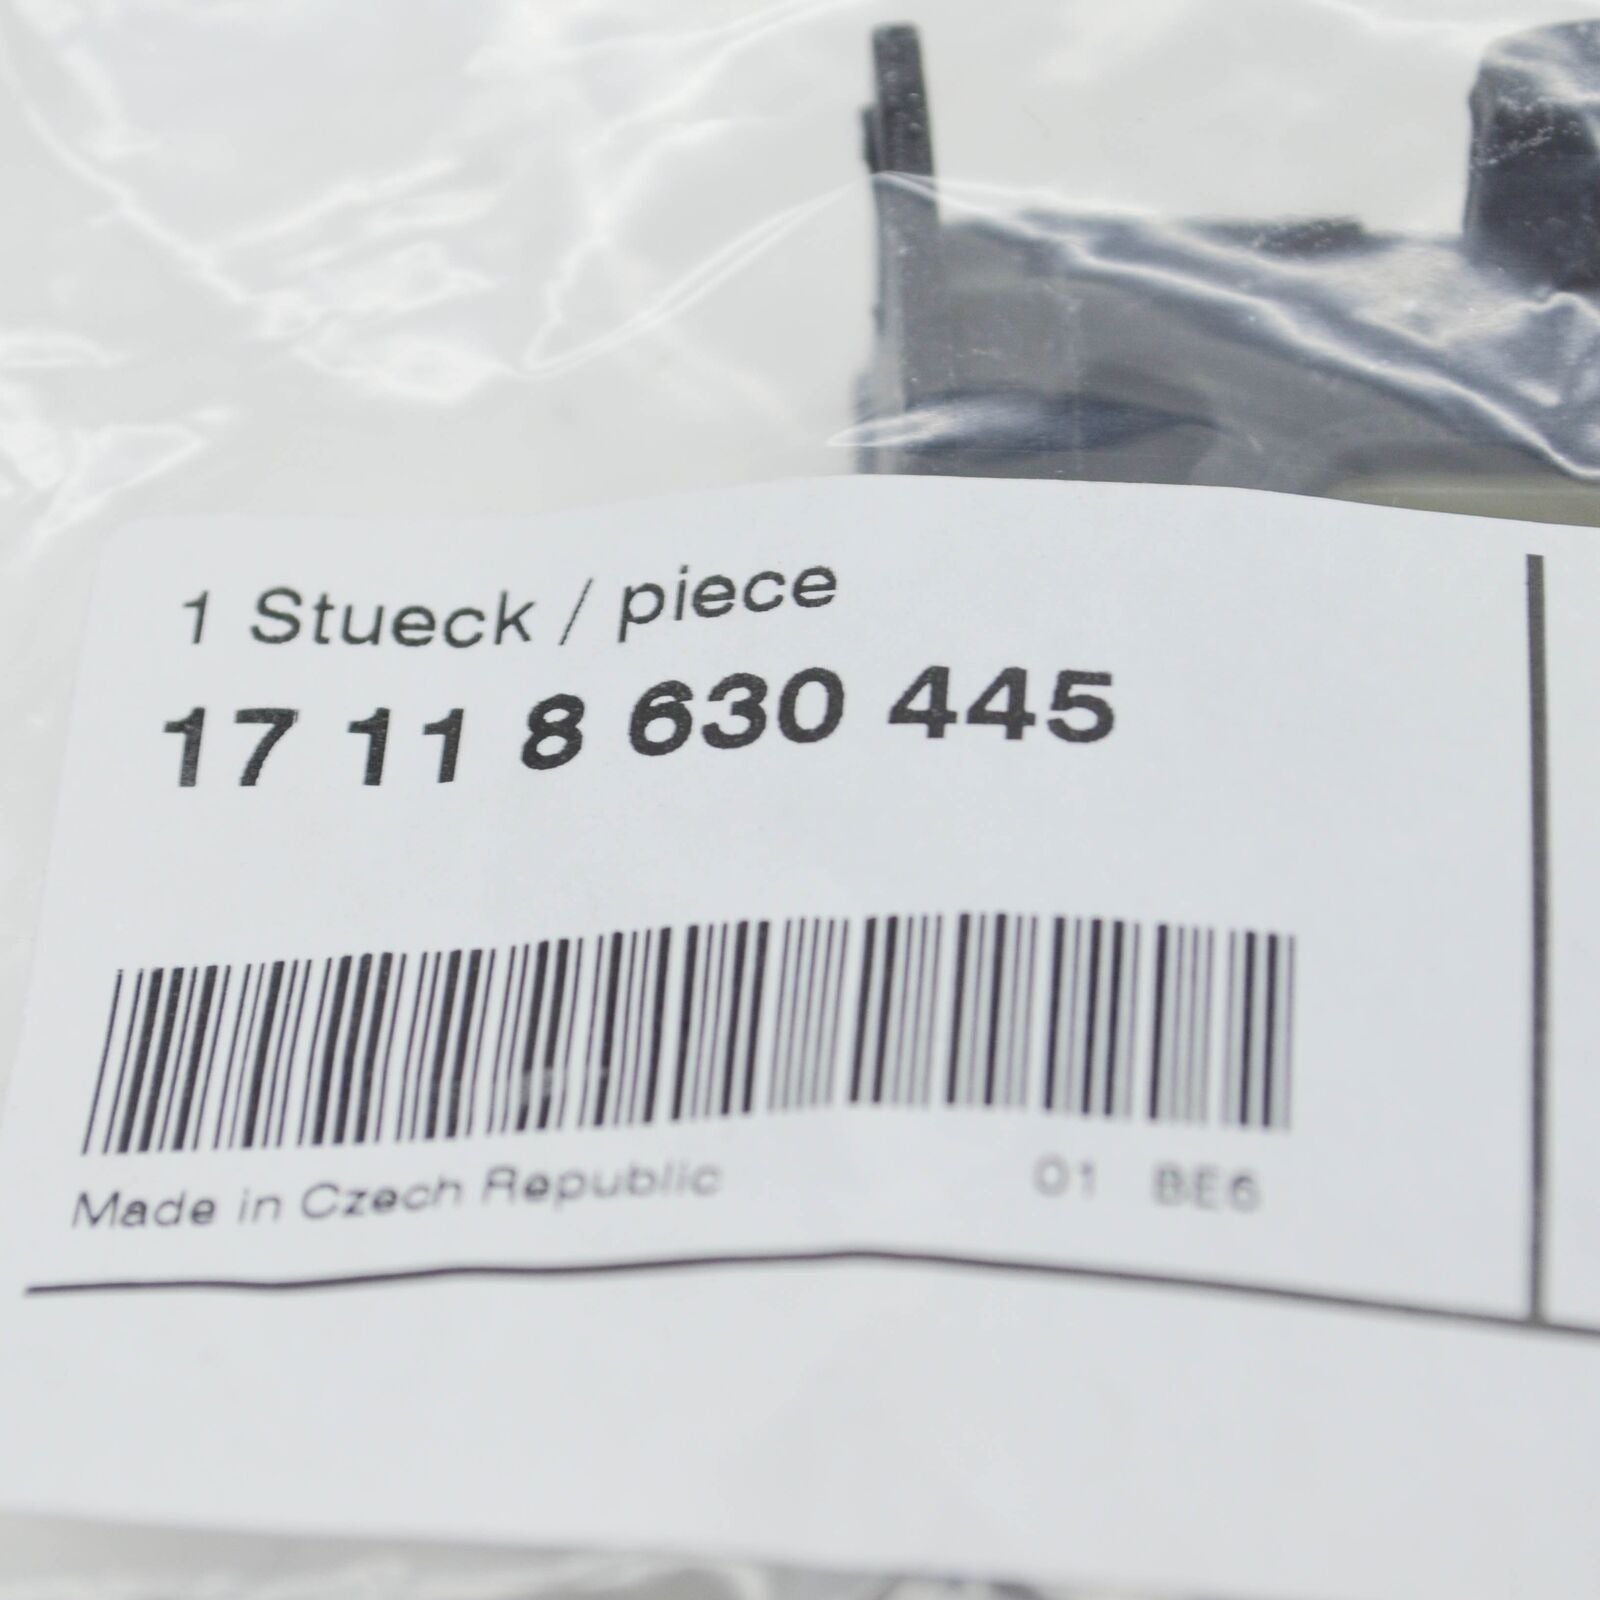 1 Stueck / piece
17 11 8 630 445
Made in Czech Republic 01 BE6